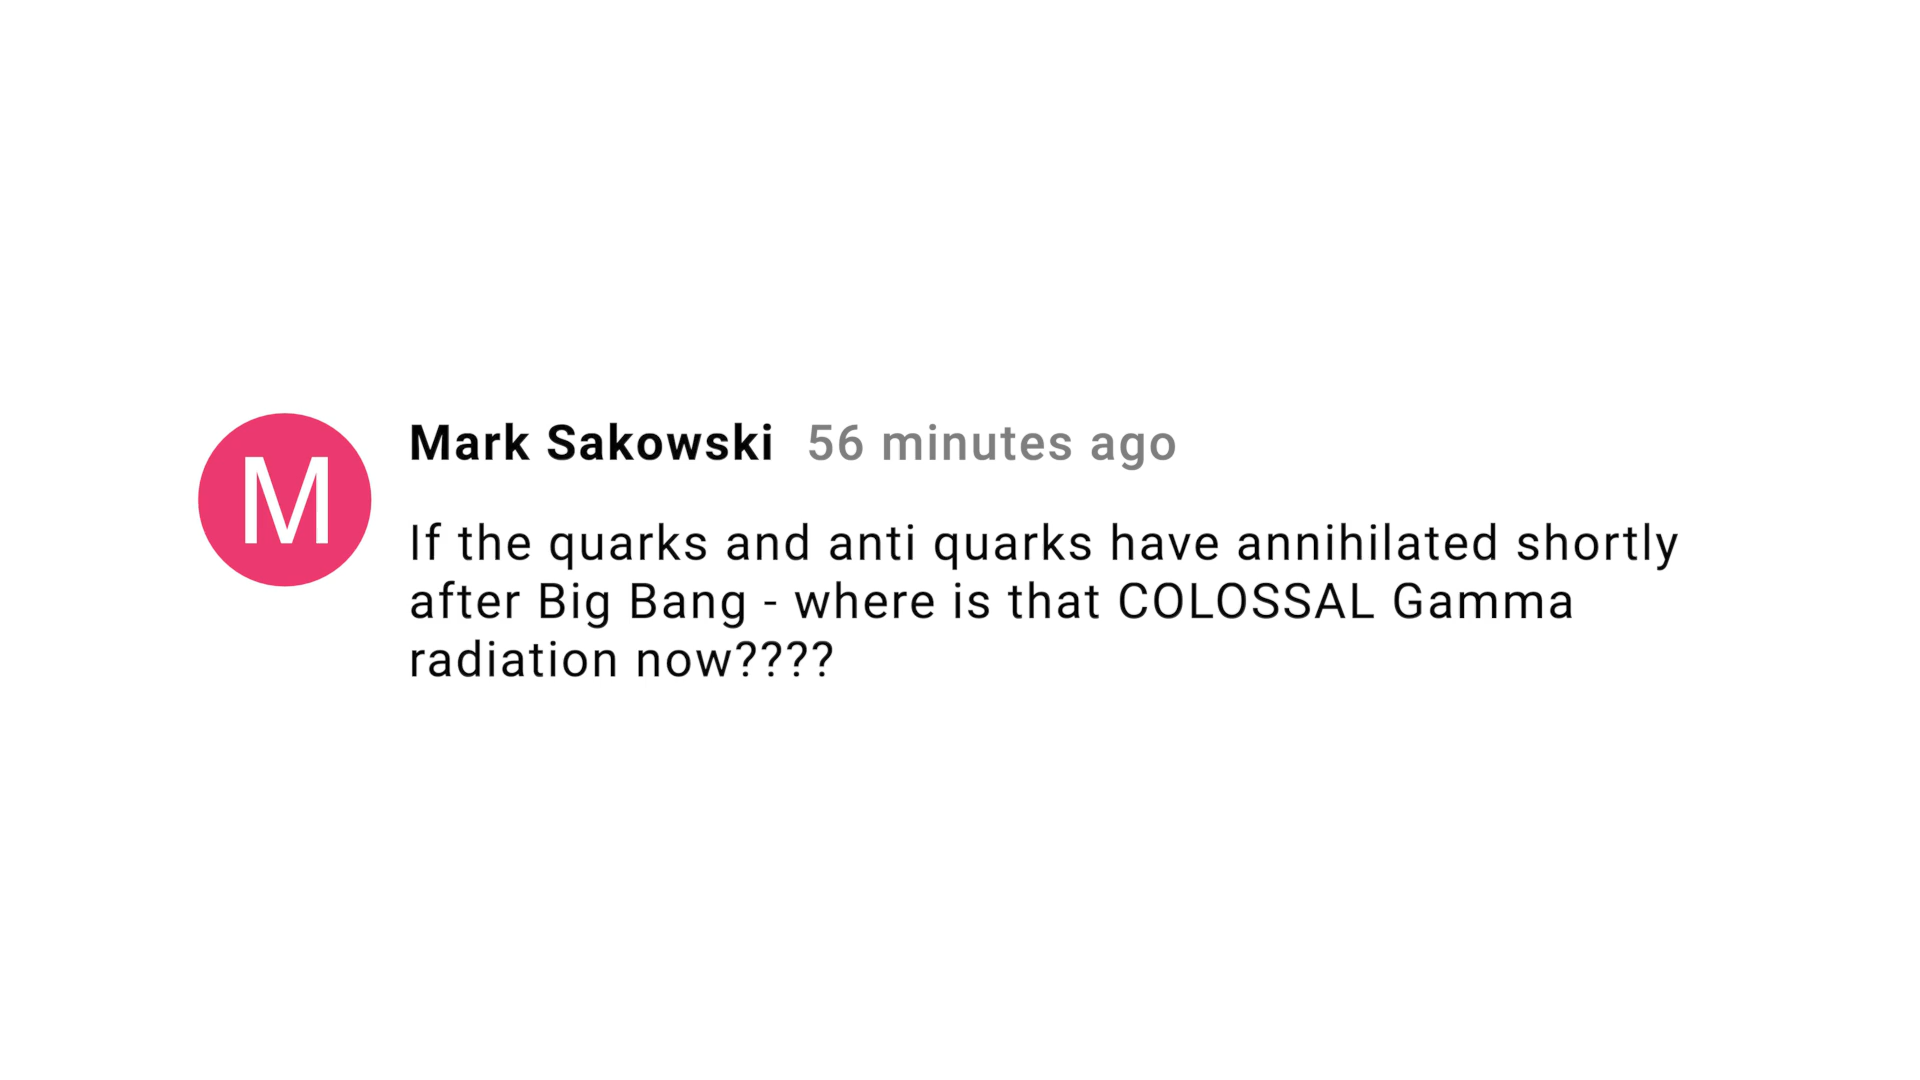 M
Mark Sakowski 56 minutes ago
If the quarks and anti quarks have annihilated shortly
after Big Bang - where is that COLOSSAL Gamma
radiation now????